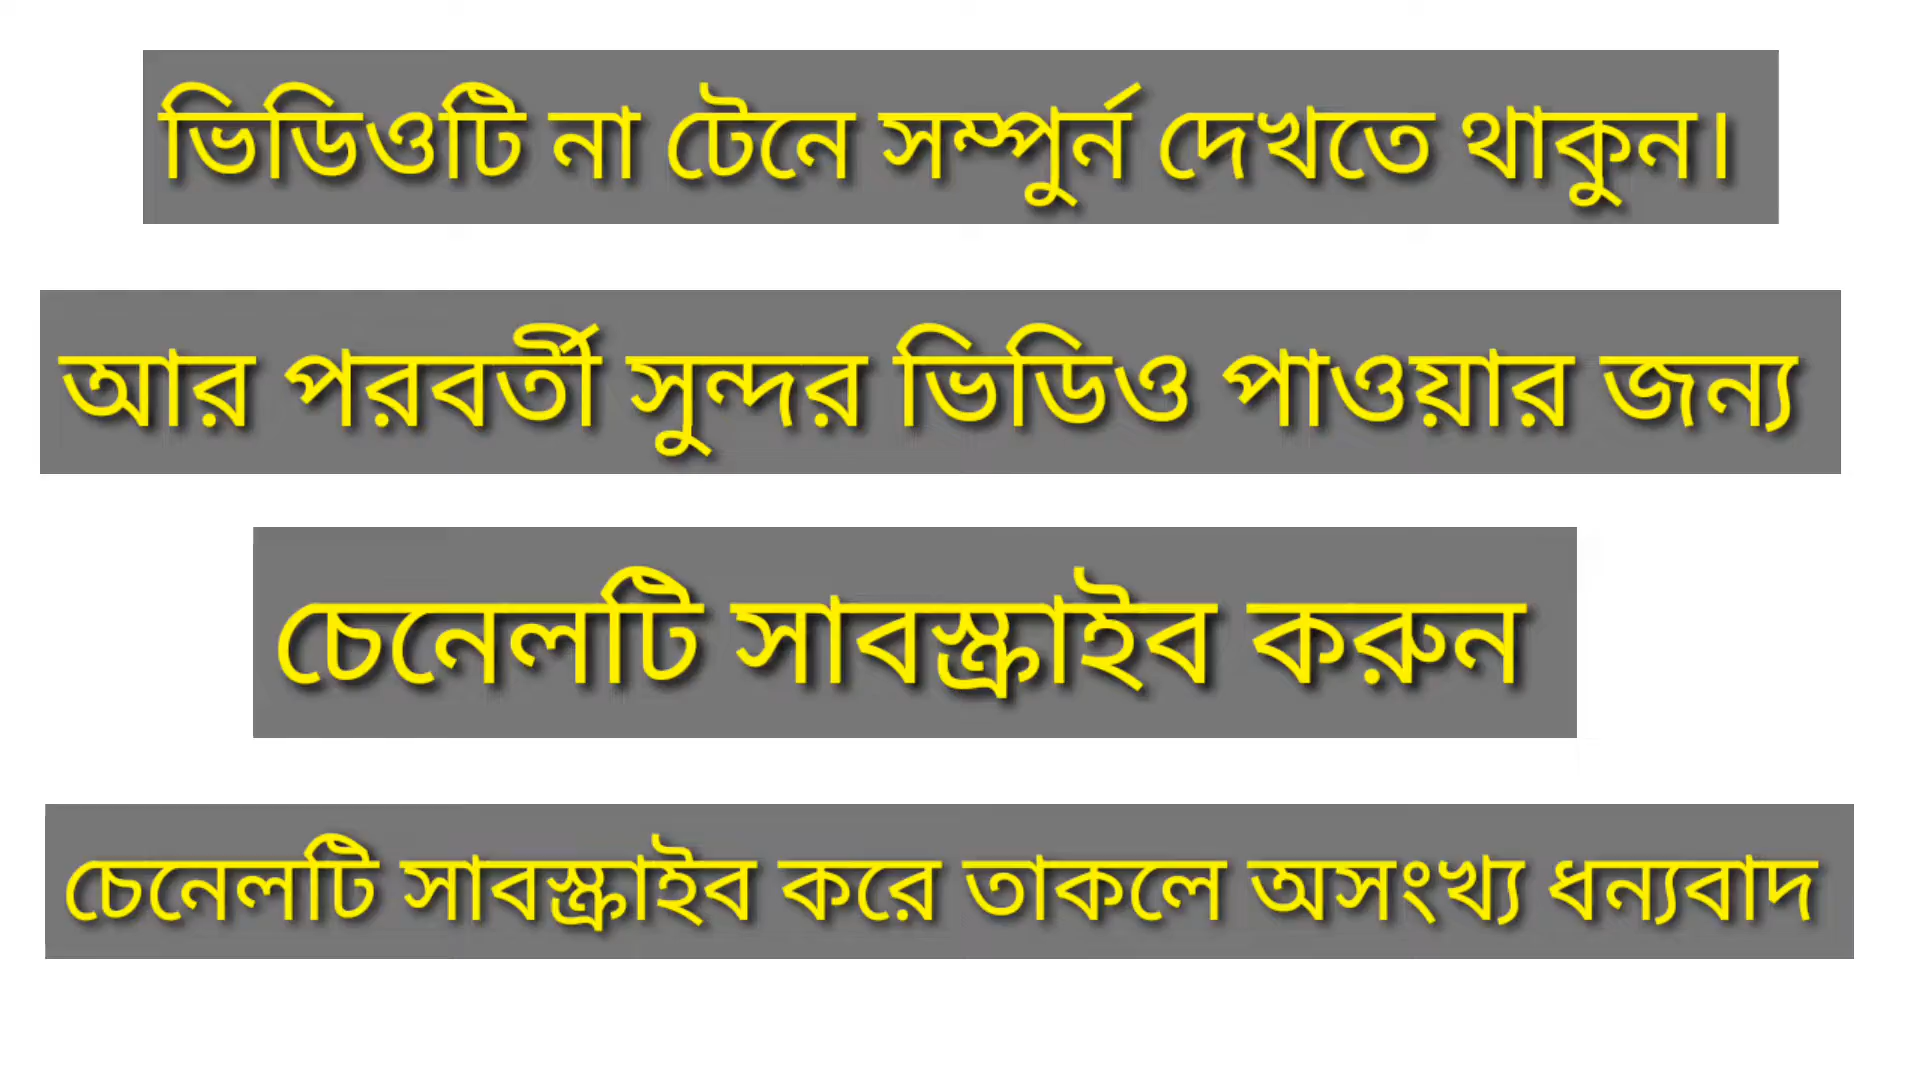 ভিডিওটি না টেনে সম্পুর্ন দেখতে থাকুন।
আর পরবর্তী সুন্দর ভিডিও পাওয়ার জন্য
চেনেলটি সাবস্ক্রাইব করুন
চেনেলটি সাবস্ক্রাইব করে তাকলে অসংখ্য ধন্যবাদ